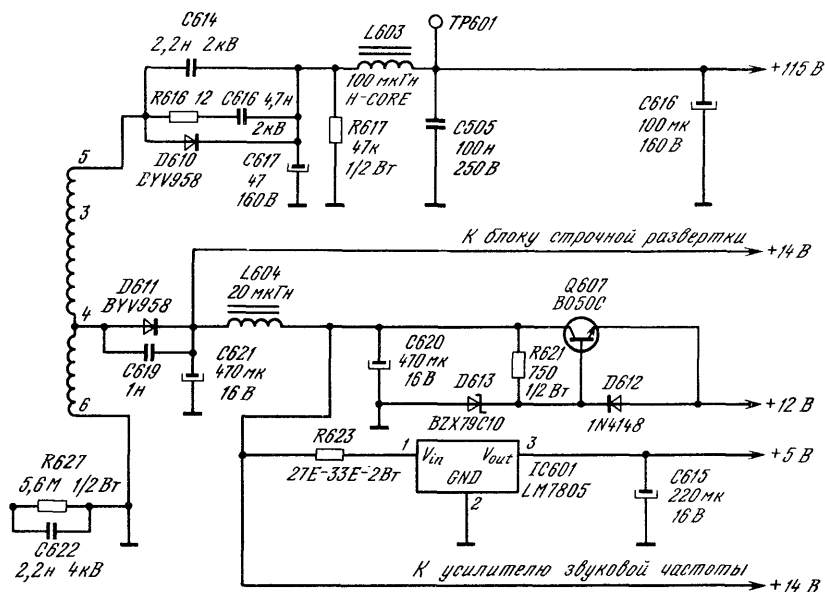 C614
2,2н 2кВ
R616 12
C616 4,7н
2кВ
D610
BYV958
C617
47
160 В
R617
47к
1/2 Вт
L603
100 мкГн
H-CORE
TP601
C505
100н
250 В
C616
100 мк
160 В
+115 В
5
3
4
6
К блоку строчной развертки
+14 В
D611
BYV958
C619
1н
C621
470 мк
16 В
L604
20 мкГн
C620
470 мк
16 В
R621
750
1/2 Вт
Q607
BD50C
D613
BZX79C10
D612
1N4148
+12 В
R623
27E-33E-2Вт
1
Vin
Vout
3
GND
2
IC601
LM7805
+5 В
C615
220 мк
16 В
R627
5,6М 1/2 Вт
C622
2,2н 4кВ
К усилителю звуковой частоты
+14 В